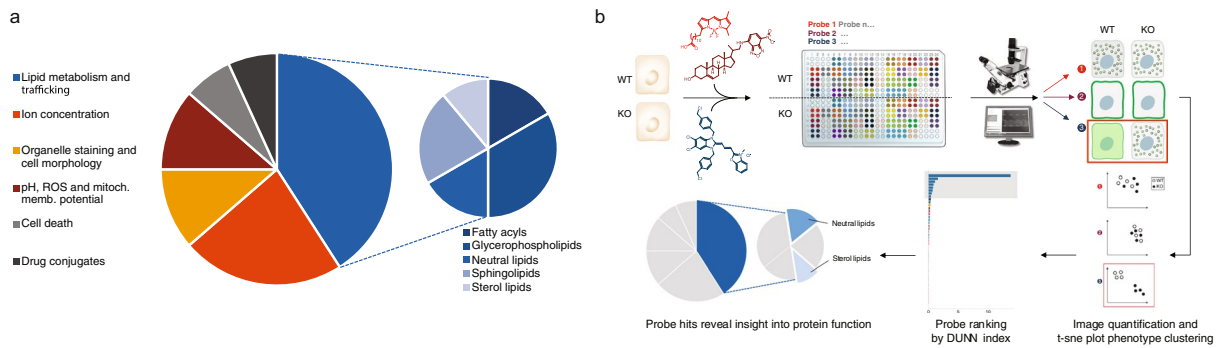 a
Lipid metabolism and
trafficking
Ion concentration
Organelle staining and
cell morphology
pH, ROS and mitoch.
memb. potential
Cell death
Drug conjugates
Fatty acyls
Glycerophospholipids
Neutral lipids
Sphingolipids
Sterol lipids
b
WT
KO
Probe 1 Probe n...
Probe 2 ...
Probe 3 ...
WT
KO
WT KO
1
2
3
1
WT
KO
2
3
Neutral lipids
Sterol lipids
0 5 10
Probe hits reveal insight into protein function
Probe ranking
by DUNN index
Image quantification and
t-sne plot phenotype clustering